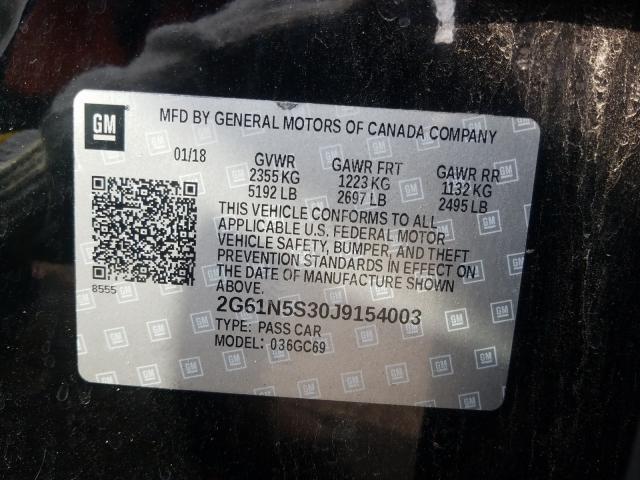 GM
MFD BY GENERAL MOTORS OF CANADA COMPANY
01/18 GVWR GAWR FRT GAWR RR
2355 KG 1223 KG 1132 KG
5192 LB 2697 LB 2495 LB
THIS VEHICLE CONFORMS TO ALL
APPLICABLE U.S. FEDERAL MOTOR
VEHICLE SAFETY, BUMPER, AND THEFT
PREVENTION STANDARDS IN EFFECT ON
THE DATE OF MANUFACTURE SHOWN
ABOVE.
8555
2G61N5S30J9154003
TYPE: PASS CAR
MODEL: 036GC69